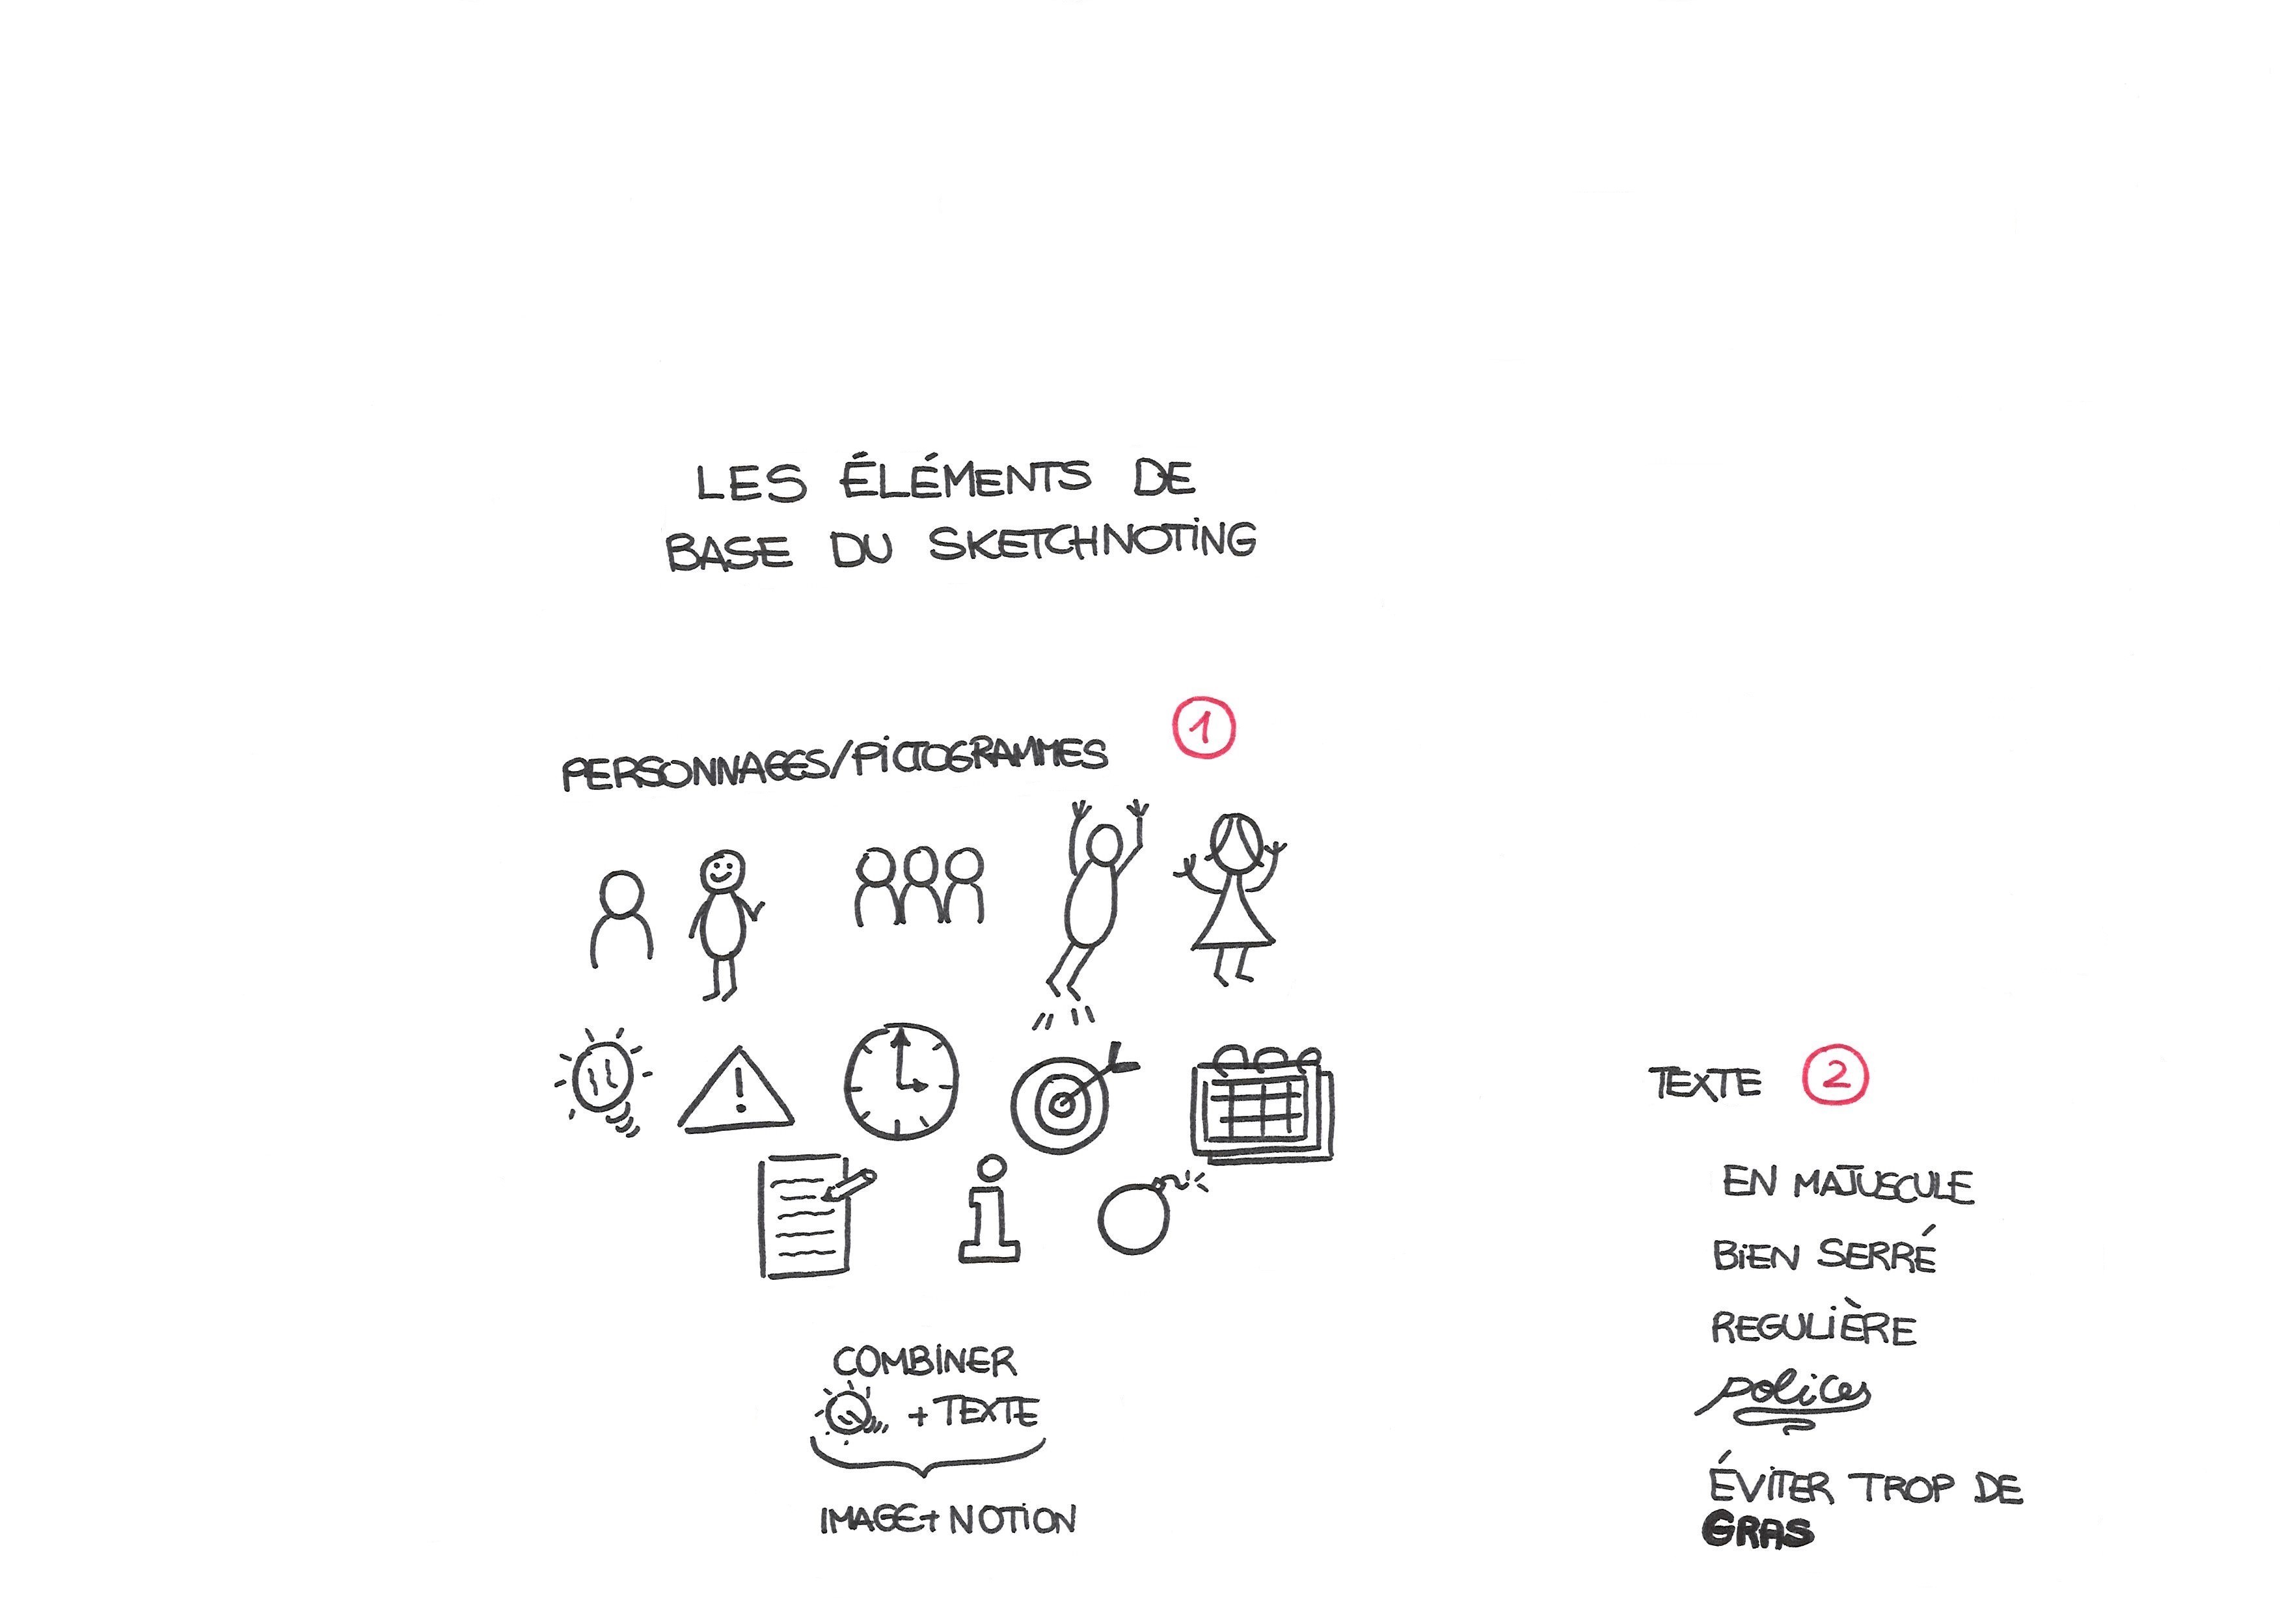 LES ÉLÉMENTS DE
BASE DU SKETCHNOTING
PERSONNAGES/PICTOGRAMMES 1
!
i
COMBINER
+ TEXTE
IMAGE + NOTION
TEXTE 2
EN MAJUSCULE
BIEN SERRÉ
REGULIÈRE
polices
ÉVITER TROP DE
GRAS